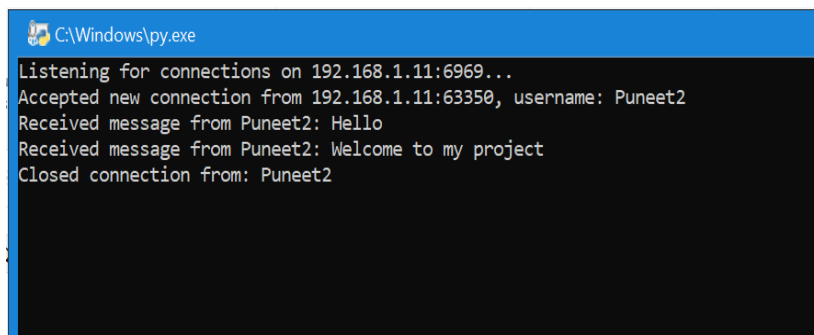 C:\Windows\py.exe
Listening for connections on 192.168.1.11:6969...
Accepted new connection from 192.168.1.11:63350, username: Puneet2
Received message from Puneet2: Hello
Received message from Puneet2: Welcome to my project
Closed connection from: Puneet2